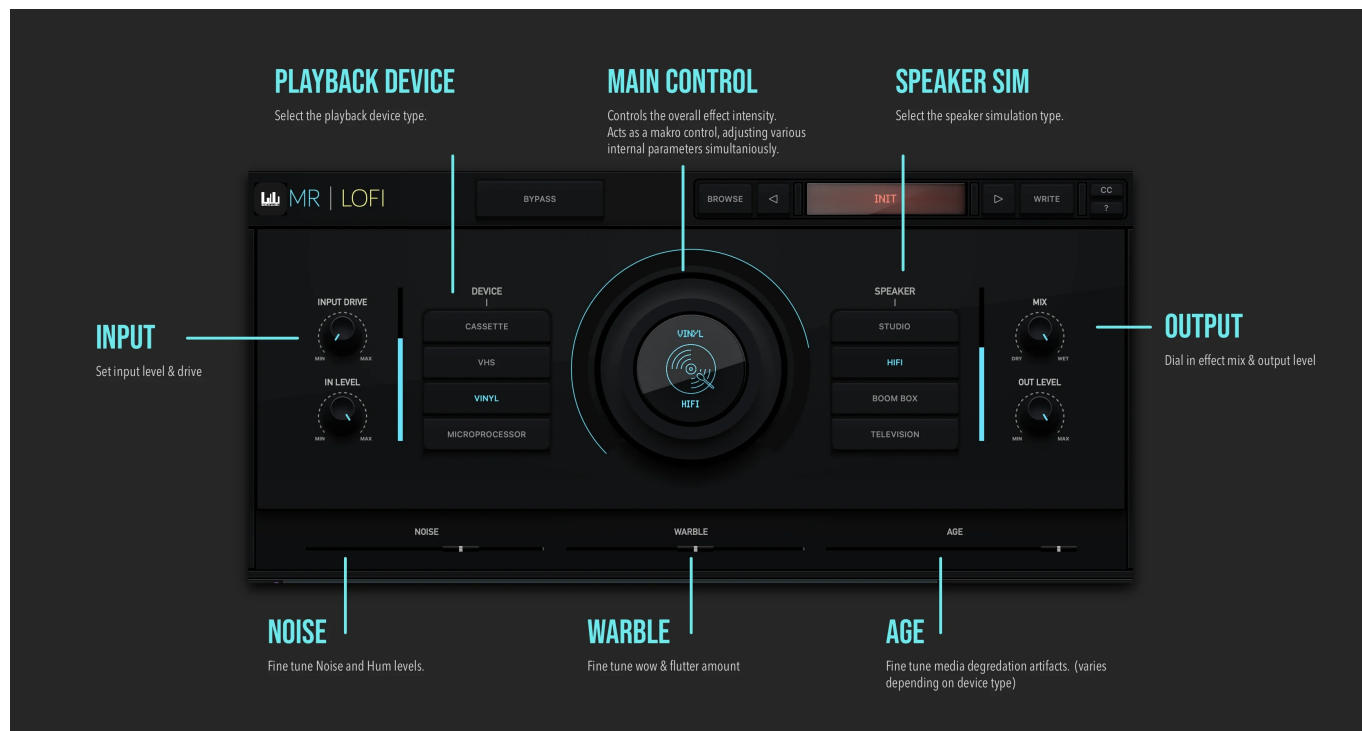 PLAYBACK DEVICE
Select the playback device type.
MAIN CONTROL
Controls the overall effect intensity.
Acts as a makro control, adjusting various
internal parameters simultaniously.
SPEAKER SIM
Select the speaker simulation type.
MR | LOFI
BYPASS
BROWSE
INIT
WRITE
CC
?
INPUT
Set input level & drive
INPUT DRIVE
MIN MAX
IN LEVEL
MIN MAX
DEVICE
CASSETTE
VHS
VINYL
MICROPROCESSOR
VINYL
HIFI
SPEAKER
STUDIO
HIFI
BOOM BOX
TELEVISION
MIX
DRY WET
OUT LEVEL
MIN MAX
OUTPUT
Dial in effect mix & output level
NOISE
WARBLE
AGE
NOISE
Fine tune Noise and Hum levels.
WARBLE
Fine tune wow & flutter amount
AGE
Fine tune media degredation artifacts. (varies
depending on device type)